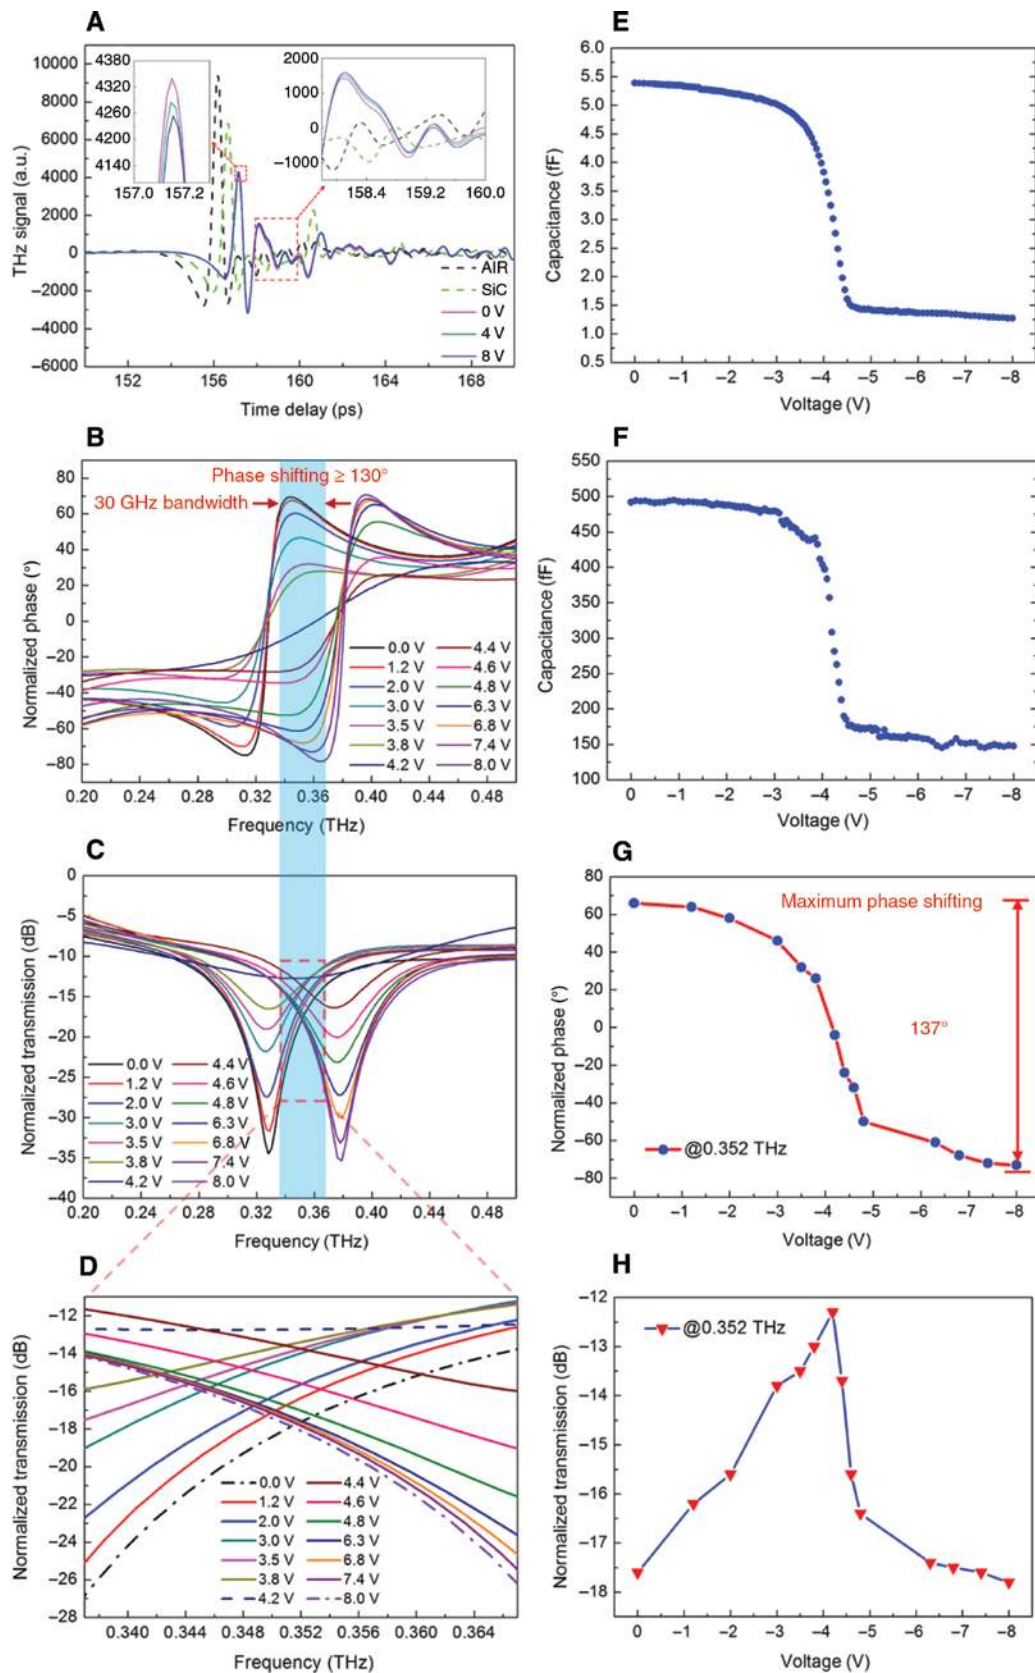 A
THz signal (a.u.)
10000
8000
6000
4000
2000
0
–2000
–4000
–6000
4380
4320
4260
4200
4140
157.0 157.2
2000
1000
0
–1000
158.4 159.2 160.0
AIR
SiC
0 V
4 V
8 V
152 156 160 164 168
Time delay (ps)
E
Capacitance (fF)
6.0
5.5
5.0
4.5
4.0
3.5
3.0
2.5
2.0
1.5
1.0
0.5
0 –1 –2 –3 –4 –5 –6 –7 –8
Voltage (V)
B
Normalized phase (°)
80
60
40
20
0
–20
–40
–60
–80
Phase shifting ≥ 130°
30 GHz bandwidth
0.0 V 4.4 V
1.2 V 4.6 V
2.0 V 4.8 V
3.0 V 6.3 V
3.5 V 6.8 V
3.8 V 7.4 V
4.2 V 8.0 V
0.20 0.24 0.28 0.32 0.36 0.40 0.44 0.48
Frequency (THz)
F
Capacitance (fF)
550
500
450
400
350
300
250
200
150
100
0 –1 –2 –3 –4 –5 –6 –7 –8
Voltage (V)
C
Normalized transmission (dB)
0
–5
–10
–15
–20
–25
–30
–35
–40
0.0 V 4.4 V
1.2 V 4.6 V
2.0 V 4.8 V
3.0 V 6.3 V
3.5 V 6.8 V
3.8 V 7.4 V
4.2 V 8.0 V
0.20 0.24 0.28 0.32 0.36 0.40 0.44 0.48
Frequency (THz)
G
Normalized phase (°)
80
60
40
20
0
–20
–40
–60
–80
Maximum phase shifting
137°
@0.352 THz
0 –1 –2 –3 –4 –5 –6 –7 –8
Voltage (V)
D
Normalized transmission (dB)
–12
–14
–16
–18
–20
–22
–24
–26
–28
0.0 V 4.4 V
1.2 V 4.6 V
2.0 V 4.8 V
3.0 V 6.3 V
3.5 V 6.8 V
3.8 V 7.4 V
4.2 V 8.0 V
0.340 0.344 0.348 0.352 0.356 0.360 0.364
Frequency (THz)
H
Normalized transmission (dB)
–12
–13
–14
–15
–16
–17
–18
@0.352 THz
0 –1 –2 –3 –4 –5 –6 –7 –8
Voltage (V)